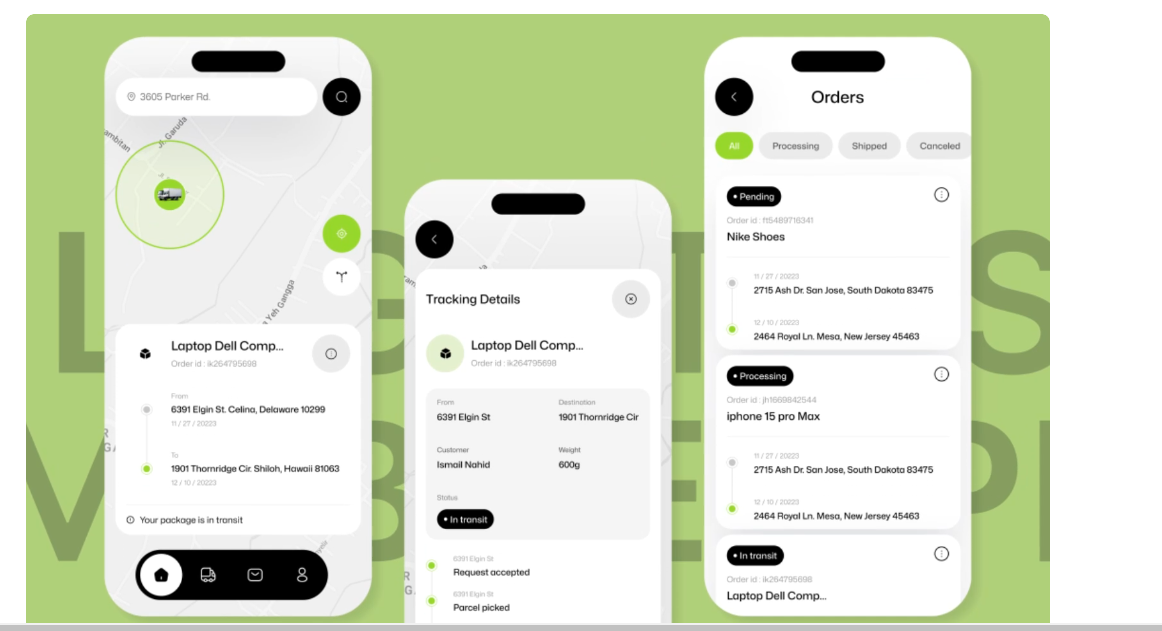 3605 Parker Rd.
Jl. Garuda
Yeh Gangga
Laptop Dell Comp...
Order id : ik264795698
From
6391 Elgin St. Celina, Delaware 10299
11 / 27 / 20223
To
1901 Thornridge Cir. Shiloh, Hawaii 81063
12 / 10 / 20223
Your package is in transit
Tracking Details
Laptop Dell Comp...
Order id : ik264795698
From
Destination
6391 Elgin St
1901 Thornridge Cir
Customer
Weight
Ismail Nahid
600g
Status
• In transit
6391 Elgin St
Request accepted
6391 Elgin St
Parcel picked
Orders
All
Processing
Shipped
Canceled
• Pending
Order id : ft5489716341
Nike Shoes
11 / 27 / 20223
2715 Ash Dr. San Jose, South Dakota 83475
12 / 10 / 20223
2464 Royal Ln. Mesa, New Jersey 45463
• Processing
Order id : jh1669842544
iphone 15 pro Max
11 / 27 / 20223
2715 Ash Dr. San Jose, South Dakota 83475
12 / 10 / 20223
2464 Royal Ln. Mesa, New Jersey 45463
• In transit
Order id : ik264795698
Laptop Dell Comp...